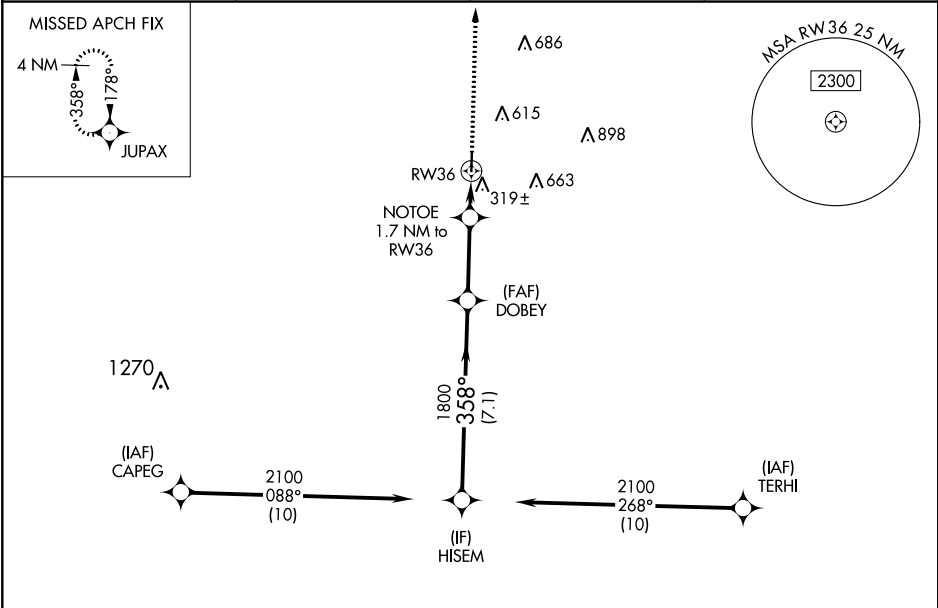 MISSED APCH FIX
4 NM
358°
178°
JUPAX
686
615
898
663
319±
MSA RW36 25 NM
2300
RW36
NOTOE
1.7 NM to
RW36
(FAF)
DOBEY
1270
1800
358°
(7.1)
(IAF)
CAPEG
2100
088°
(10)
(IF)
HISEM
2100
268°
(10)
(IAF)
TERHI